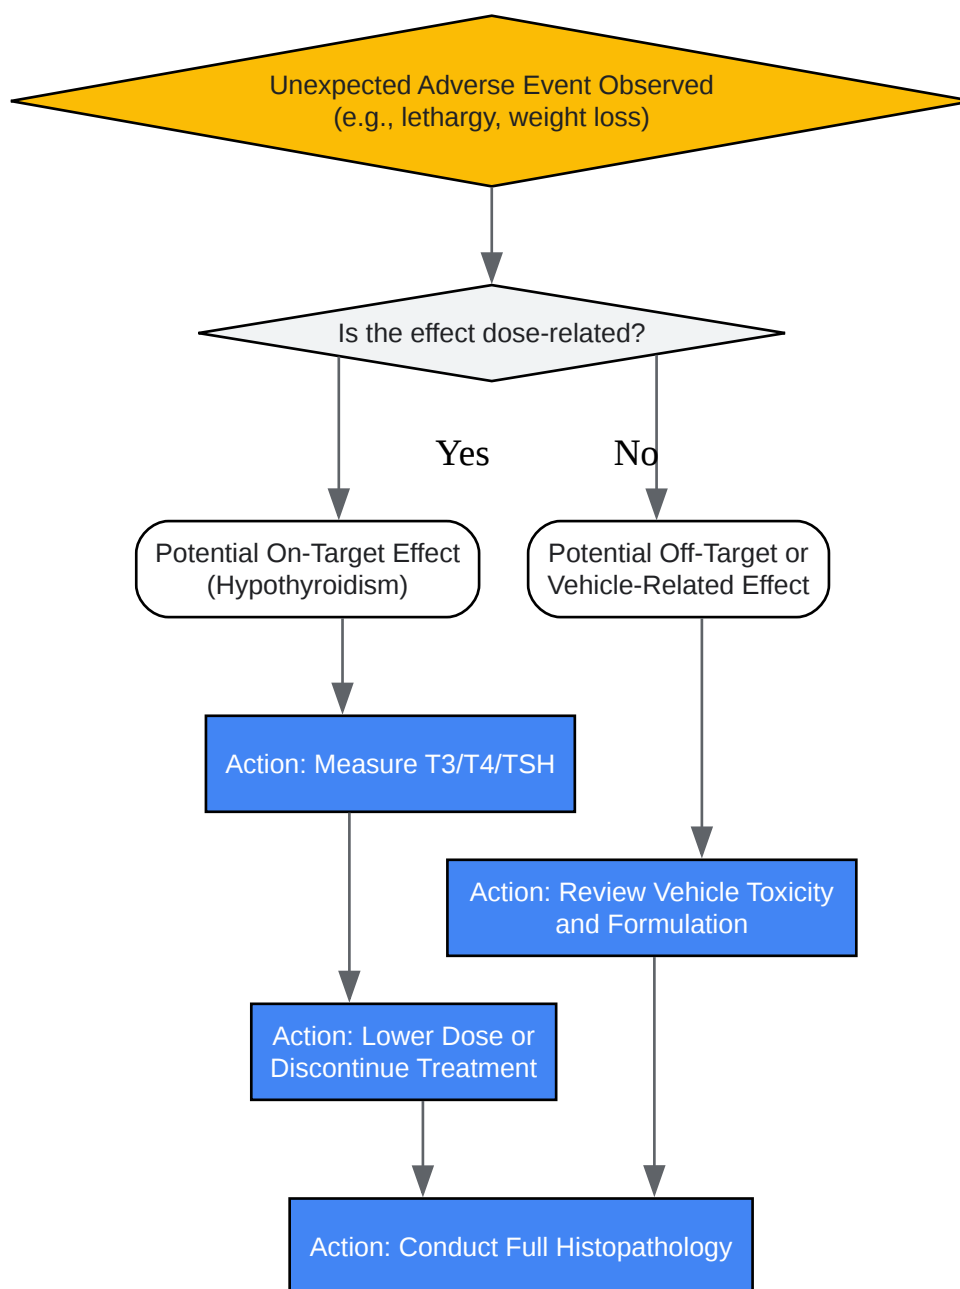 Unexpected Adverse Event Observed
(e.g., lethargy, weight loss)
Is the effect dose-related?
Yes
No
Potential On-Target Effect
(Hypothyroidism)
Potential Off-Target or
Vehicle-Related Effect
Action: Measure T3/T4/TSH
Action: Review Vehicle Toxicity
and Formulation
Action: Lower Dose or
Discontinue Treatment
Action: Conduct Full Histopathology